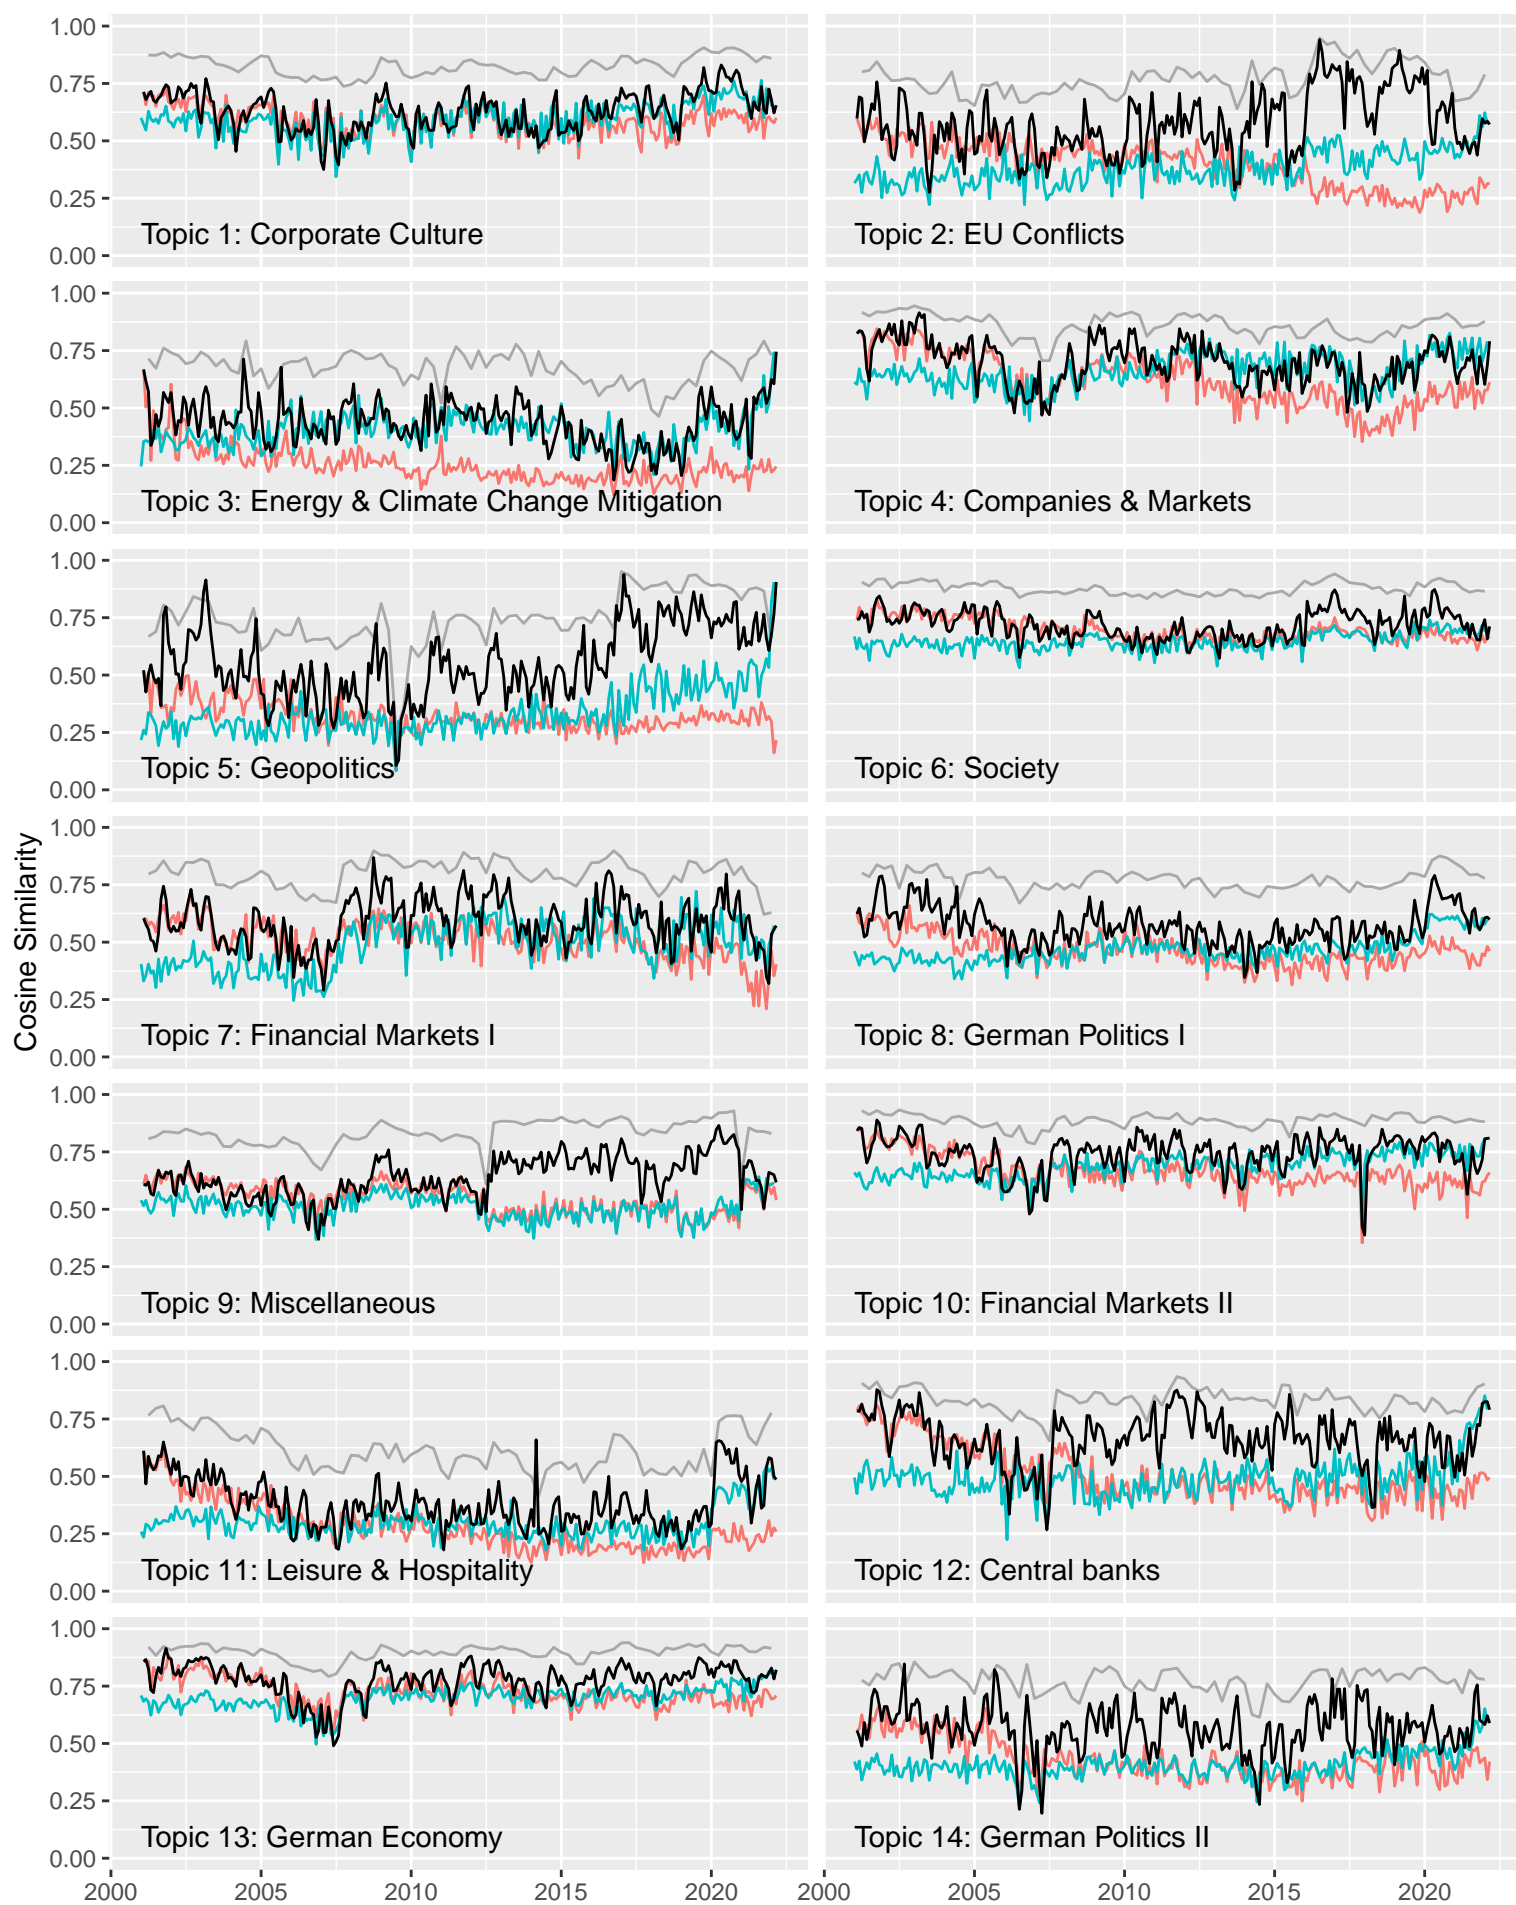 Cosine Similarity
1.00
0.75
0.50
0.25
0.00
Topic 1: Corporate Culture
Topic 2: EU Conflicts
1.00
0.75
0.50
0.25
0.00
Topic 3: Energy & Climate Change Mitigation
Topic 4: Companies & Markets
1.00
0.75
0.50
0.25
0.00
Topic 5: Geopolitics
Topic 6: Society
1.00
0.75
0.50
0.25
0.00
Topic 7: Financial Markets I
Topic 8: German Politics I
1.00
0.75
0.50
0.25
0.00
Topic 9: Miscellaneous
Topic 10: Financial Markets II
1.00
0.75
0.50
0.25
0.00
Topic 11: Leisure & Hospitality
Topic 12: Central banks
1.00
0.75
0.50
0.25
0.00
Topic 13: German Economy
Topic 14: German Politics II
2000 2005 2010 2015 2020 2000 2005 2010 2015 2020